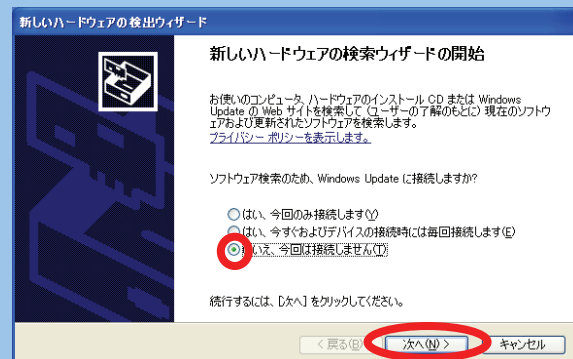 新しいハードウェアの検出ウィザード
新しいハードウェアの検索ウィザードの開始
お使いのコンピュータ、ハードウェアのインストール CD または Windows
Update の Web サイトを検索して (ユーザーの了解のもとに) 現在のソフトウ
ェアおよび更新されたソフトウェアを検索します。
プライバシー ポリシーを表示します。
ソフトウェア検索のため、Windows Update に接続しますか?
はい、今回のみ接続します(Y)
はい、今すぐおよびデバイスの接続時には毎回接続します(E)
いえ、今回は接続しません(T)
続行するには、[次へ] をクリックしてください。
< 戻る(B)
次へ(N) >
キャンセル